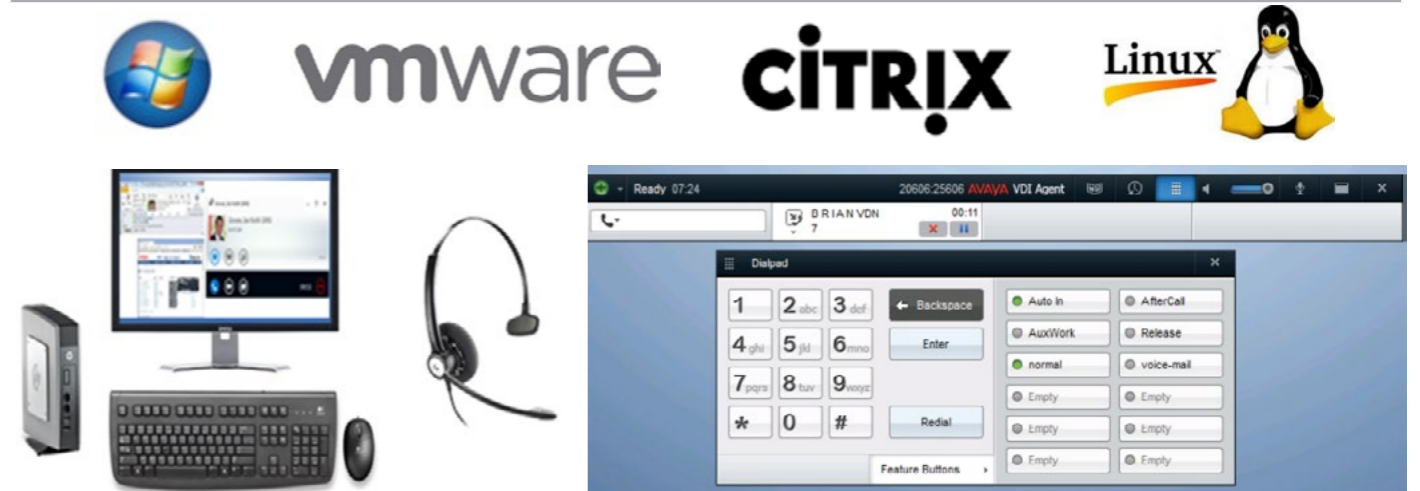 vmware
CITRIX
Linux
Ready 07:24
20606:25606 AVAYA VDI Agent
BRIAN VDN
00:11
7
Dialpad
1
2 abc
3 def
Backspace
4 ghi
5 jkl
6 mno
Enter
7 pqrs
8 tuv
9 wxyz
*
0
#
Redial
Feature Buttons
Auto In
AfterCall
AuxWork
Release
normal
voice-mail
Empty
Empty
Empty
Empty
Empty
Empty